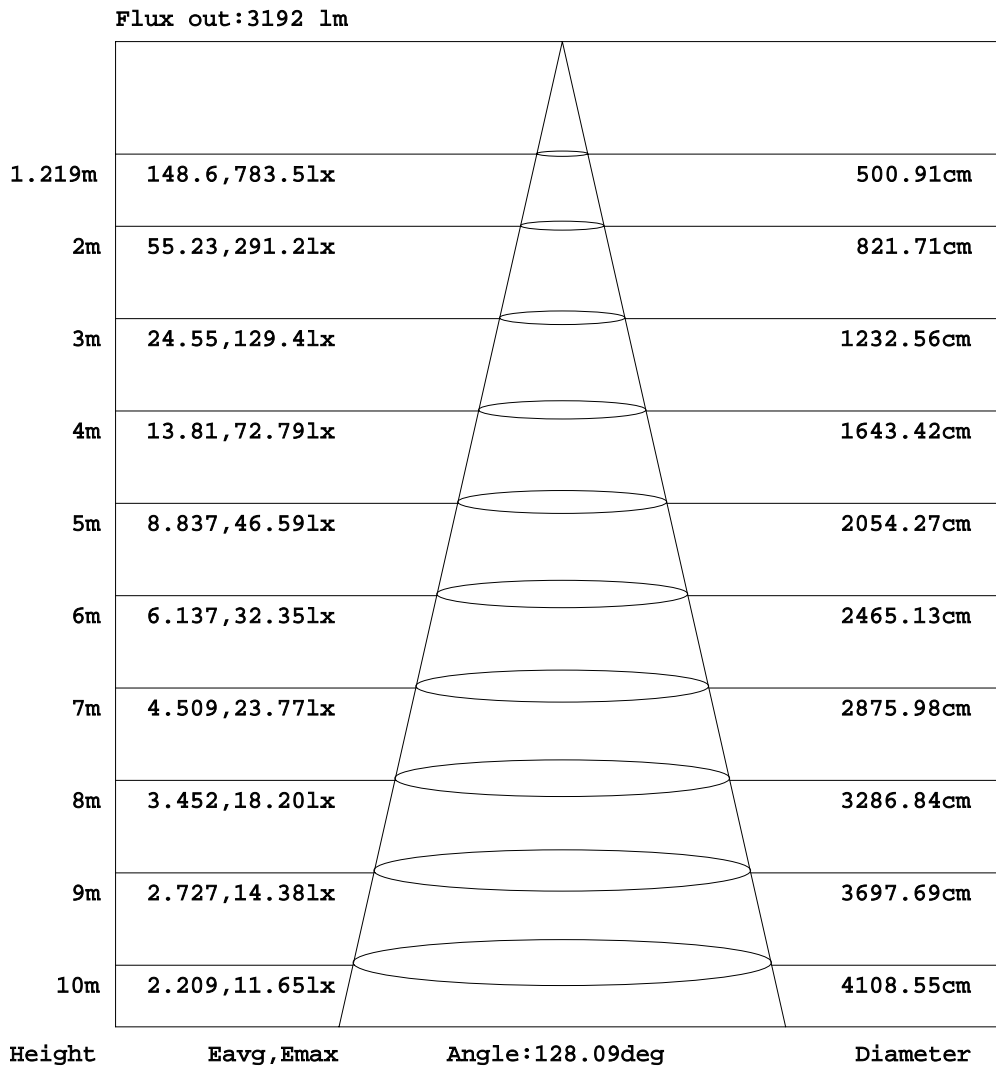 Flux out:3192 lm
1.219m 148.6,783.5lx 500.91cm
2m 55.23,291.2lx 821.71cm
3m 24.55,129.4lx 1232.56cm
4m 13.81,72.79lx 1643.42cm
5m 8.837,46.59lx 2054.27cm
6m 6.137,32.35lx 2465.13cm
7m 4.509,23.77lx 2875.98cm
8m 3.452,18.20lx 3286.84cm
9m 2.727,14.38lx 3697.69cm
10m 2.209,11.65lx 4108.55cm
Height Eavg,Emax Angle:128.09deg Diameter